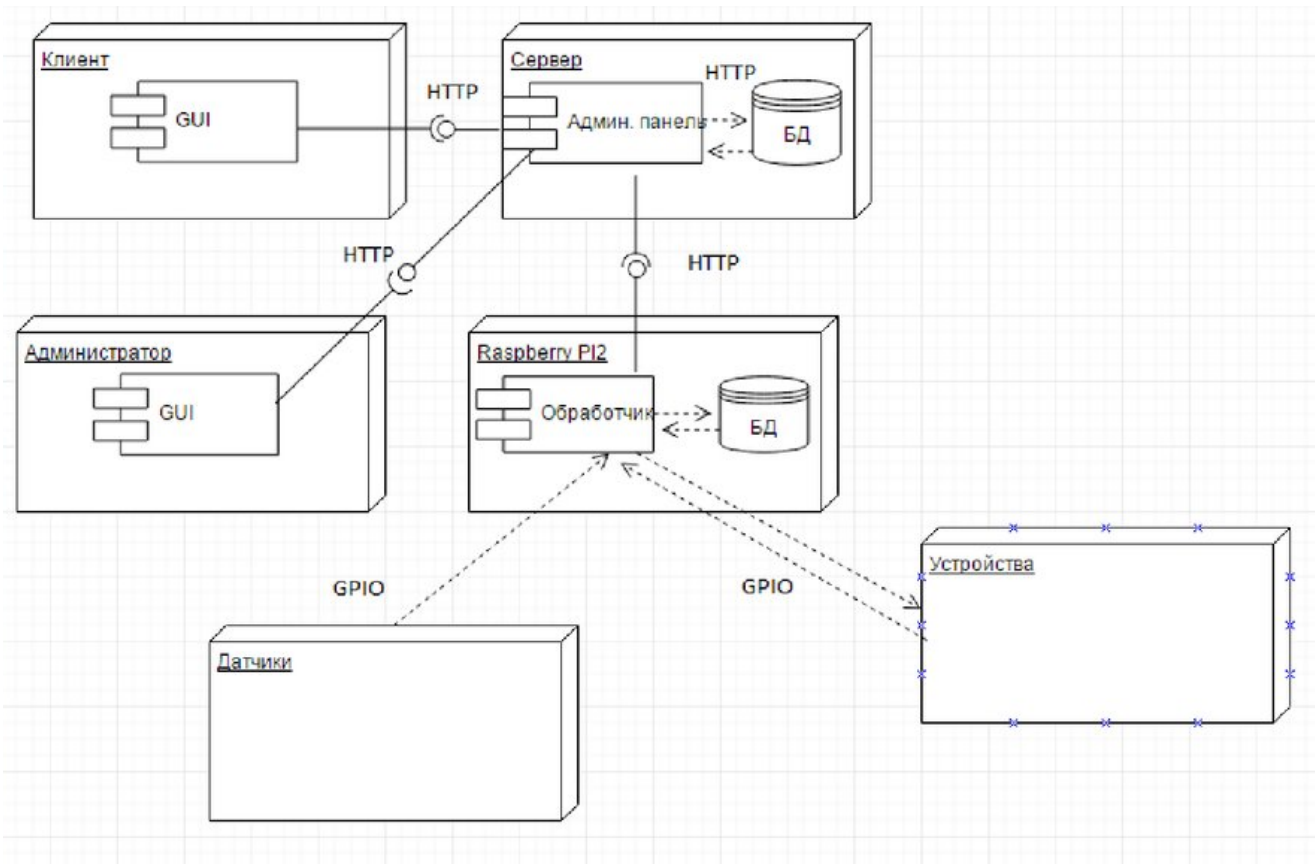 Клиент
GUI
HTTP
Сервер
Админ. панель
HTTP
БД
HTTP
HTTP
Администратор
GUI
Raspberry PI2
Обработчик
БД
GPIO
GPIO
Устройства
Датчики